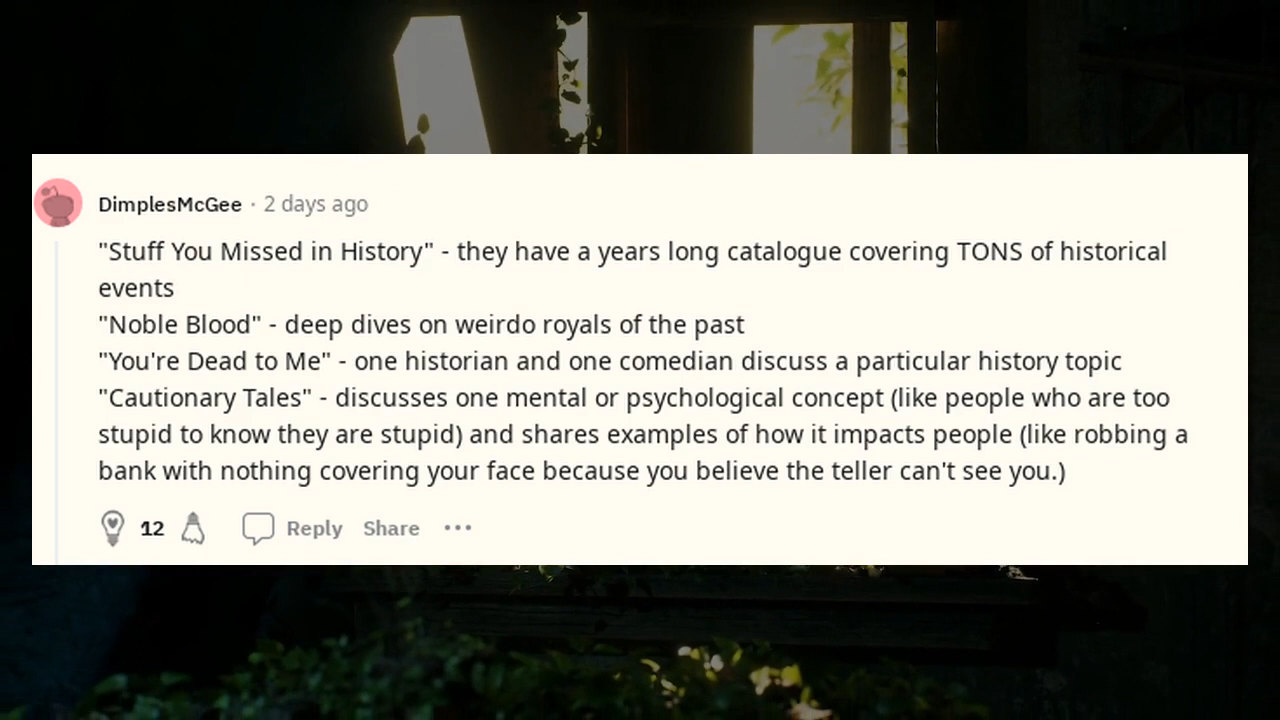 DimplesMcGee · 2 days ago
"Stuff You Missed in History" - they have a years long catalogue covering TONS of historical
events
"Noble Blood" - deep dives on weirdo royals of the past
"You're Dead to Me" - one historian and one comedian discuss a particular history topic
"Cautionary Tales" - discusses one mental or psychological concept (like people who are too
stupid to know they are stupid) and shares examples of how it impacts people (like robbing a
bank with nothing covering your face because you believe the teller can't see you.)
12 Reply Share ···